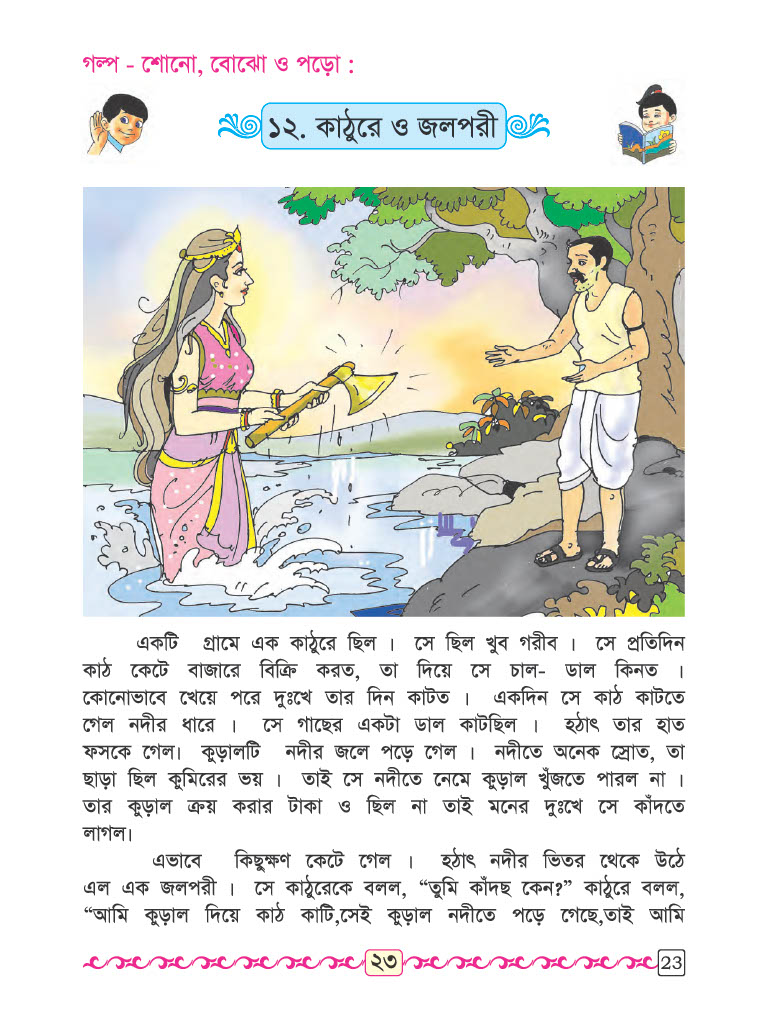 গল্প - শোনো, বোঝো ও পড়ো :
১২. কাঠুরে ও জলপরী
একটি গ্রামে এক কাঠুরে ছিল । সে ছিল খুব গরীব । সে প্রতিদিন
কাঠ কেটে বাজারে বিক্রি করত, তা দিয়ে সে চাল- ডাল কিনত ।
কোনোভাবে খেয়ে পরে দুঃখে তার দিন কাটত । একদিন সে কাঠ কাটতে
গেল নদীর ধারে । সে গাছের একটা ডাল কাটছিল । হঠাৎ তার হাত
ফসকে গেল। কুড়ালটি নদীর জলে পড়ে গেল । নদীতে অনেক স্রোত, তা
ছাড়া ছিল কুমিরের ভয় । তাই সে নদীতে নেমে কুড়াল খুঁজতে পারল না ।
তার কুড়াল ক্রয় করার টাকা ও ছিল না তাই মনের দুঃখে সে কাঁদতে
লাগল।
এভাবে কিছুক্ষণ কেটে গেল । হঠাৎ নদীর ভিতর থেকে উঠে
এল এক জলপরী । সে কাঠুরেকে বলল, “তুমি কাঁদছ কেন?” কাঠুরে বলল,
“আমি কুড়াল দিয়ে কাঠ কাটি,সেই কুড়াল নদীতে পড়ে গেছে,তাই আমি
২৩
23